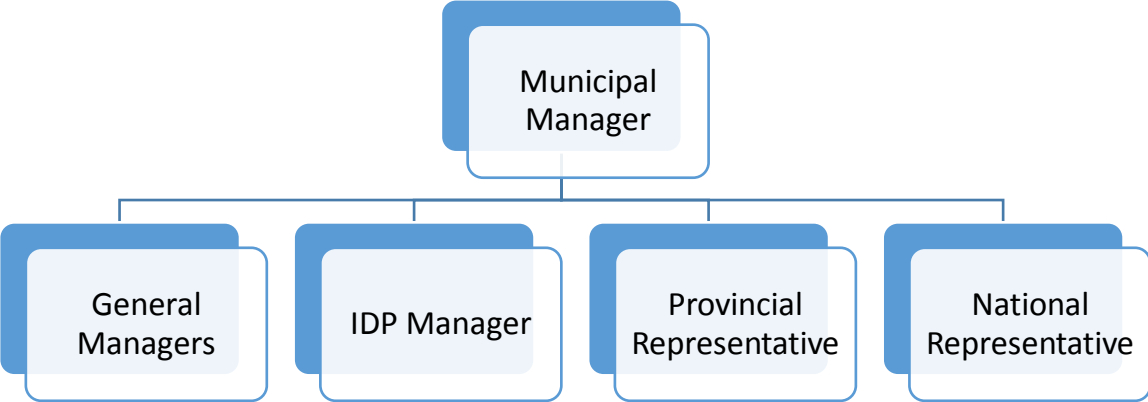 Municipal
Manager
General
Managers
IDP Manager
Provincial
Representative
National
Representative